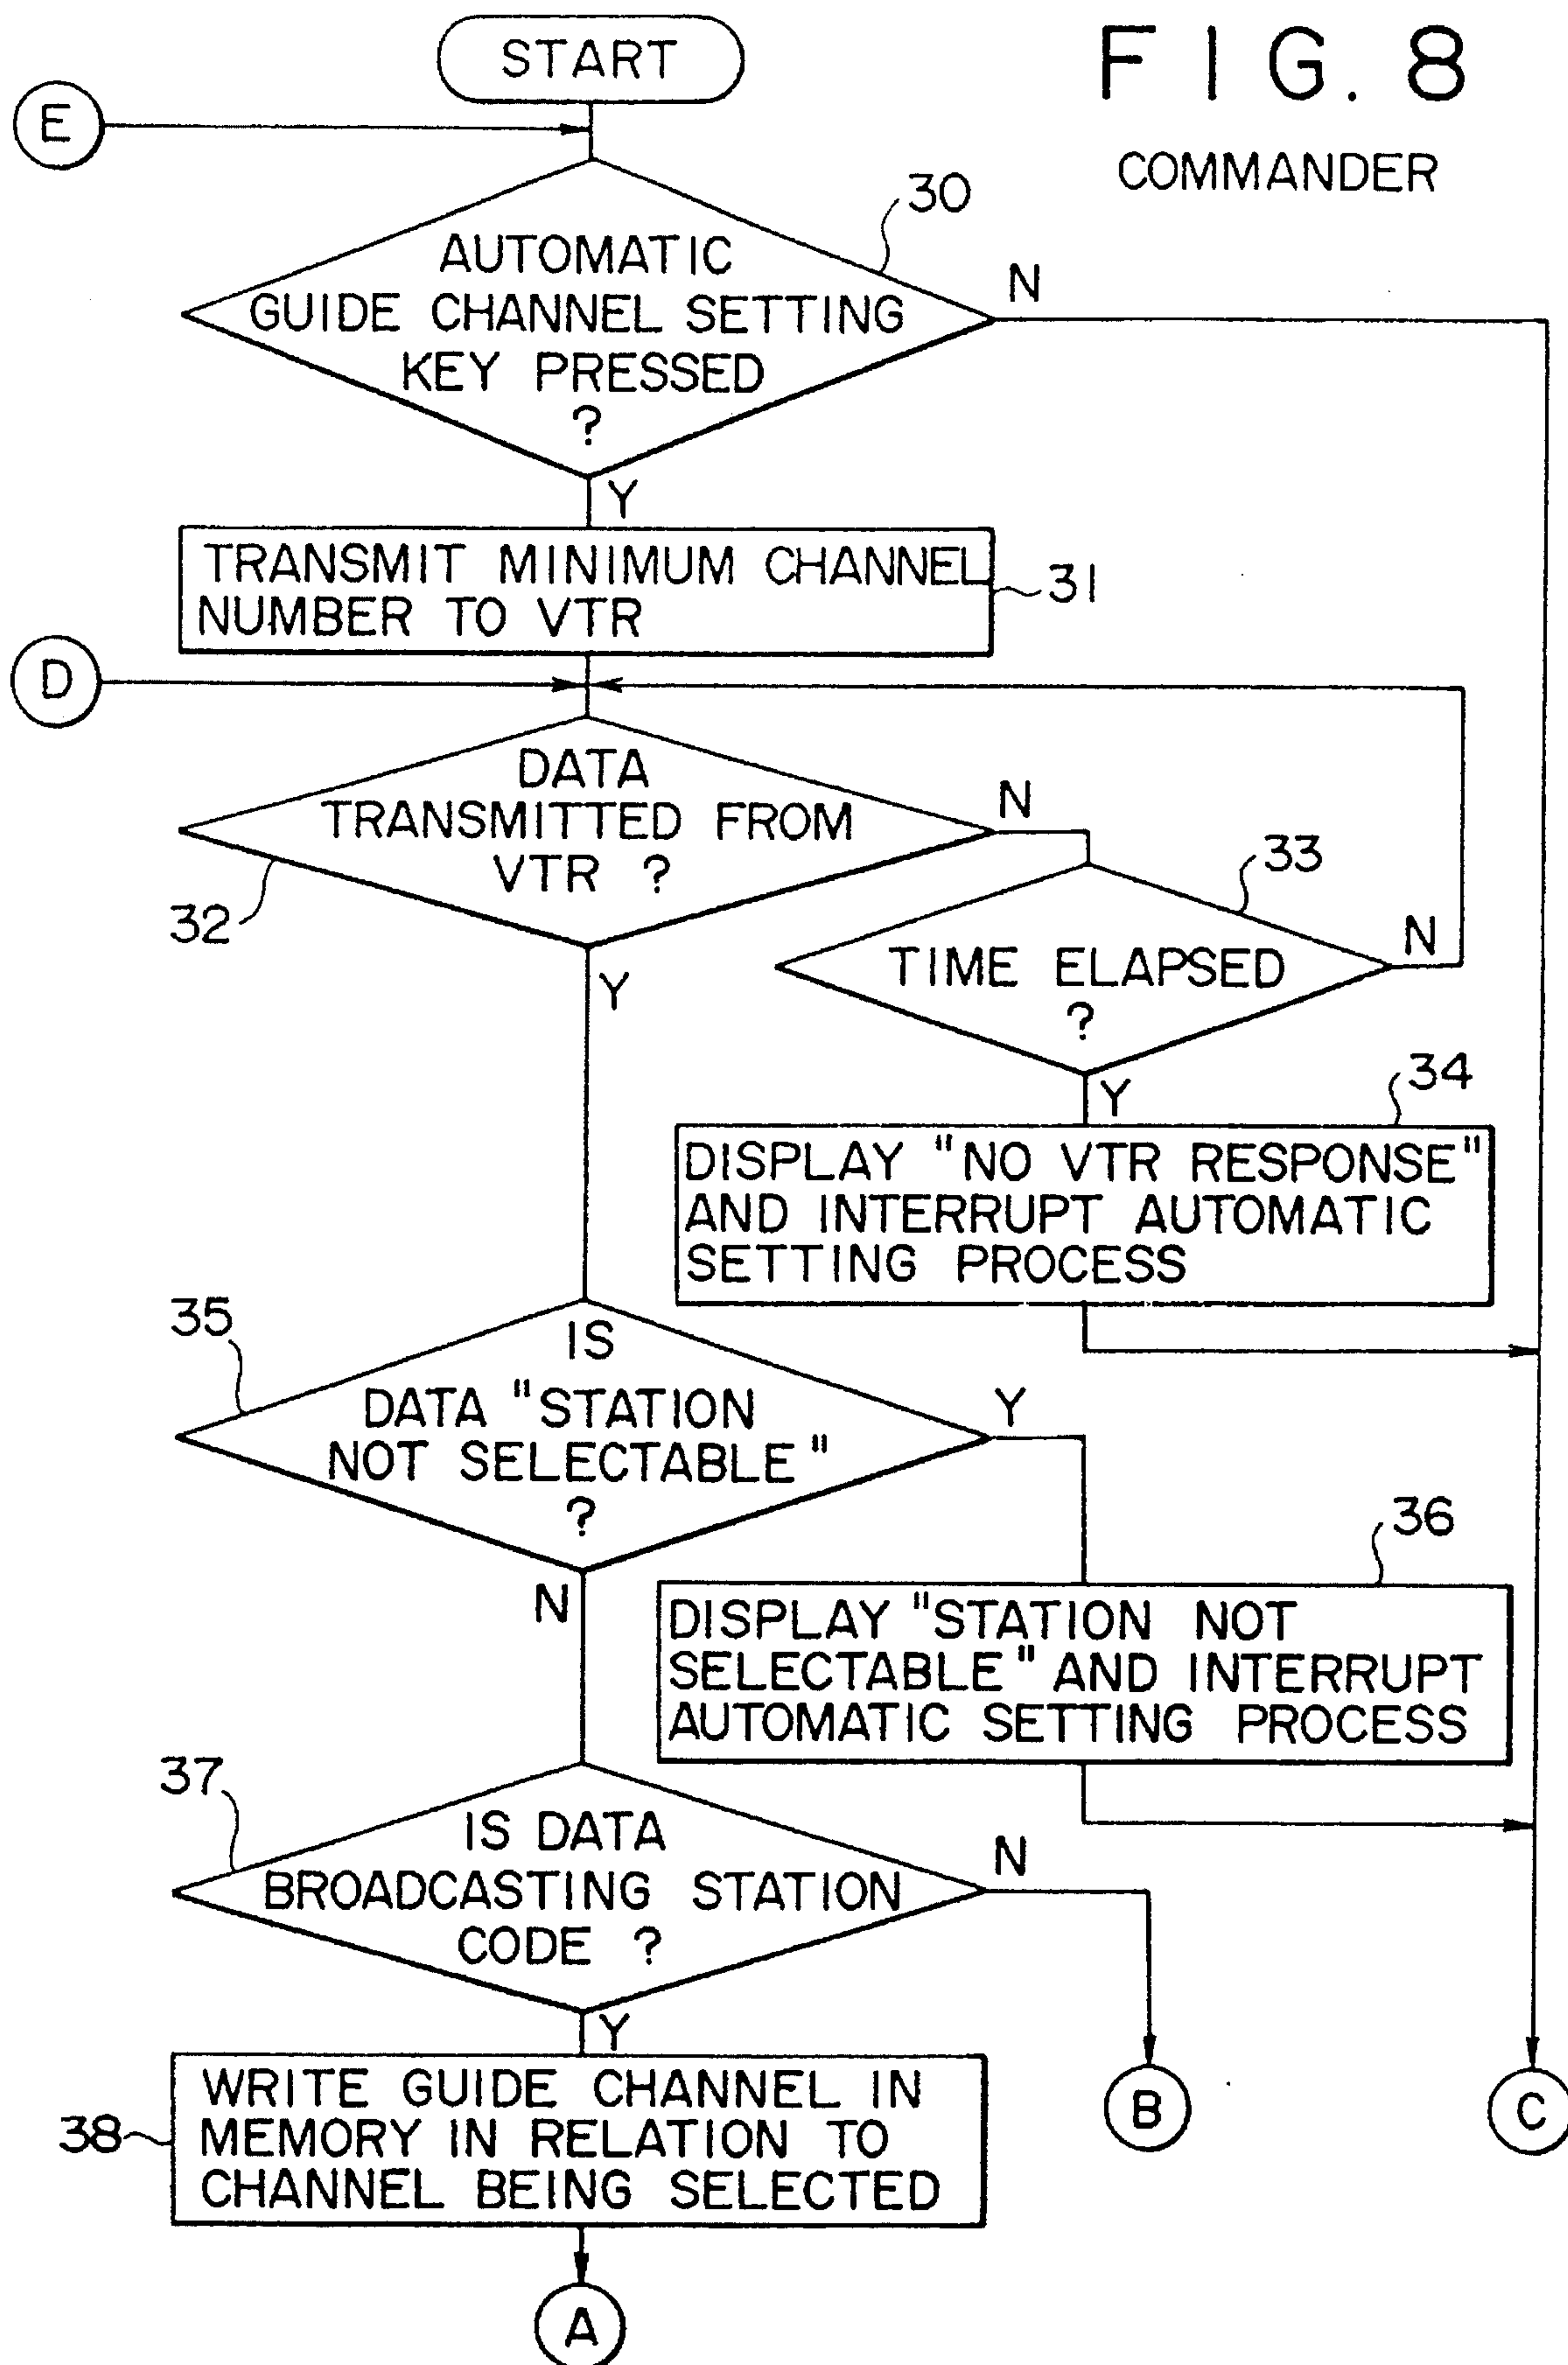 START
FIG. 8
E
COMMANDER
30
AUTOMATIC
GUIDE CHANNEL SETTING
KEY PRESSED
?
N
Y
TRANSMIT MINIMUM CHANNEL
NUMBER TO VTR
31
D
DATA
TRANSMITTED FROM
VTR ?
N
32
Y
33
TIME ELAPSED
?
N
Y
34
DISPLAY "NO VTR RESPONSE"
AND INTERRUPT AUTOMATIC
SETTING PROCESS
35
IS
DATA "STATION
NOT SELECTABLE"
?
Y
N
36
DISPLAY "STATION NOT
SELECTABLE" AND INTERRUPT
AUTOMATIC SETTING PROCESS
37
IS DATA
BROADCASTING STATION
CODE ?
N
Y
38
WRITE GUIDE CHANNEL IN
MEMORY IN RELATION TO
CHANNEL BEING SELECTED
B
C
A